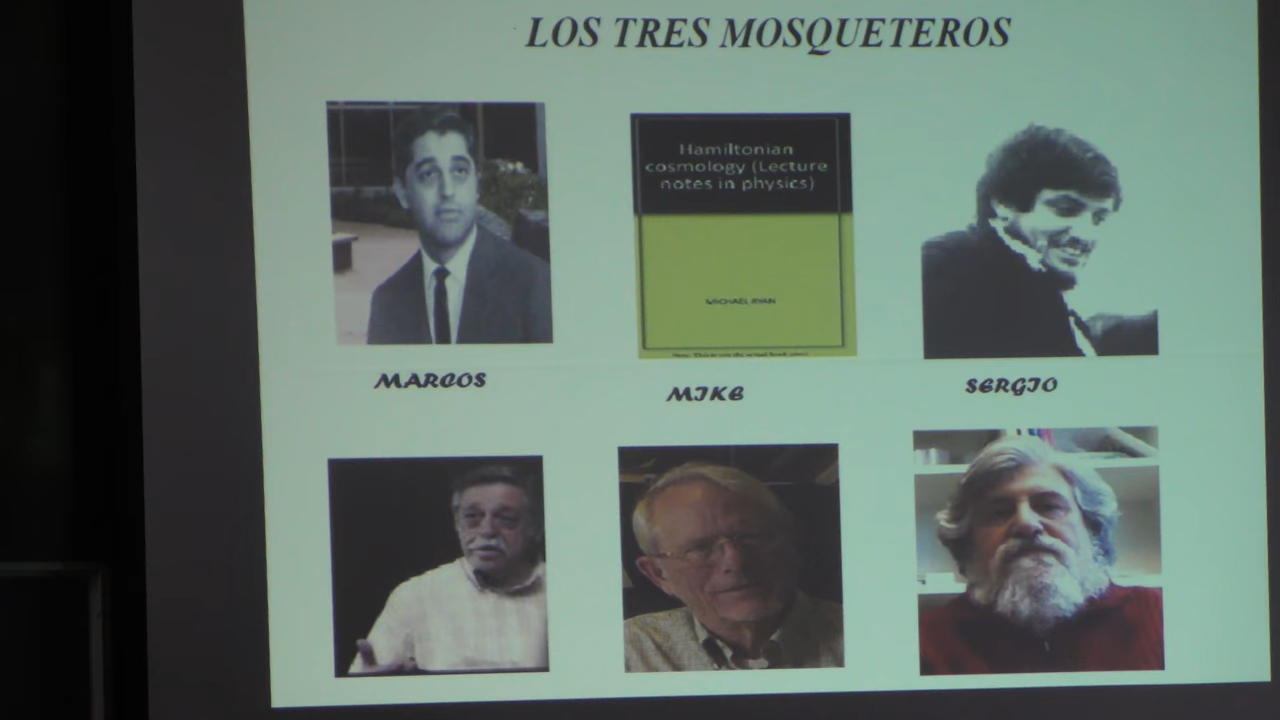 LOS TRES MOSQUETEROS
Hamiltonian
cosmology (Lecture
notes in physics)
MICHAEL RYAN
MARCOS
MIKE
SERGIO